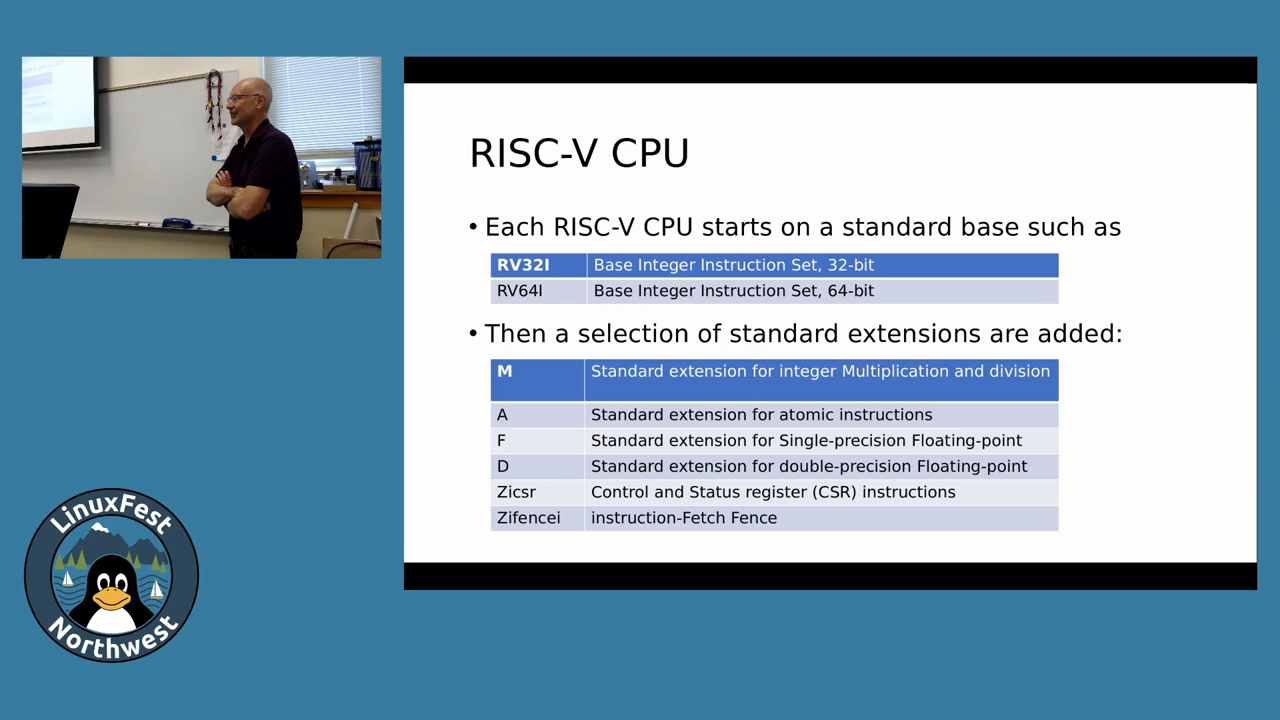 RISC-V CPU
• Each RISC-V CPU starts on a standard base such as
RV32I Base Integer Instruction Set, 32-bit
RV64I Base Integer Instruction Set, 64-bit
• Then a selection of standard extensions are added:
M Standard extension for integer Multiplication and division
A Standard extension for atomic instructions
F Standard extension for Single-precision Floating-point
D Standard extension for double-precision Floating-point
Zicsr Control and Status register (CSR) instructions
Zifencei instruction-Fetch Fence
LinuxFest
Northwest